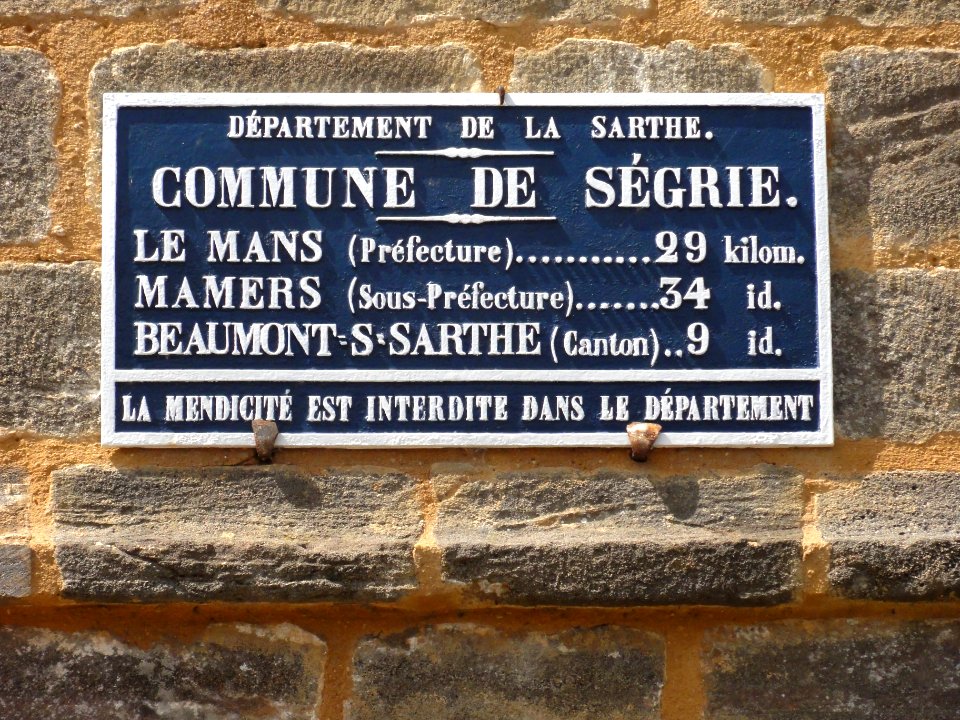 DÉPARTEMENT DE LA SARTHE.
COMMUNE DE SÉGRIE.
LE MANS (Préfecture)............29 kilom.
MAMERS (Sous-Préfecture).......34 id.
BEAUMONT-S-SARTHE (Canton)..9 id.
LA MENDICITÉ EST INTERDITE DANS LE DÉPARTEMENT